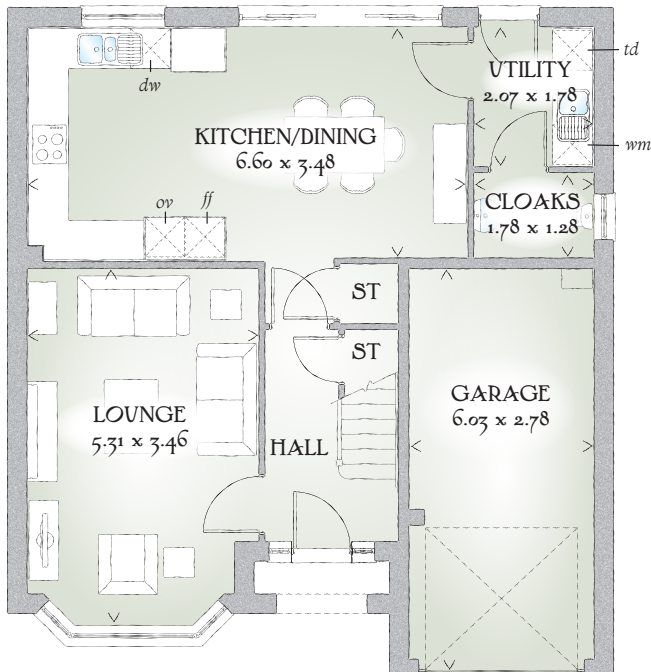 td
UTILITY
2.07 x 1.78
dw
KITCHEN/DINING
6.60 x 3.48
wm
ov
ff
CLOAKS
1.78 x 1.28
ST
ST
GARAGE
6.03 x 2.78
LOUNGE
5.31 x 3.46
HALL